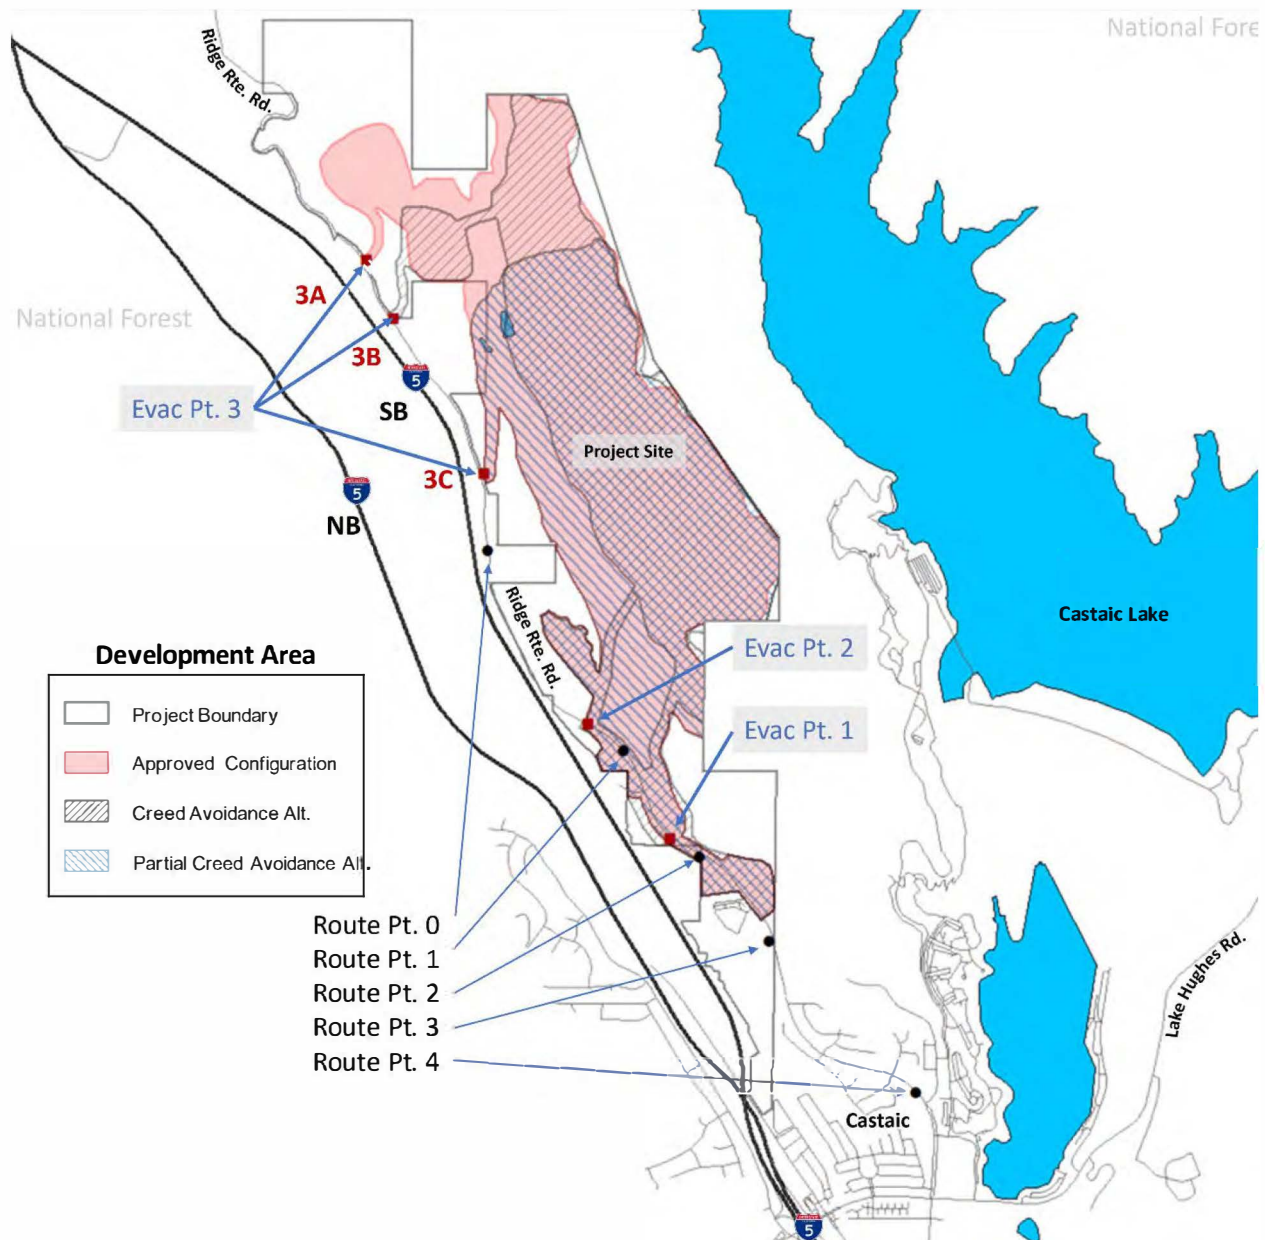 National Fore
Ridge Rte. Rd.
National Forest
3A
3B
Evac Pt. 3
5
SB
3C
5
NB
Project Site
Ridge Rte. Rd.
Castaic Lake
Evac Pt. 2
Evac Pt. 1
Development Area
Project Boundary
Approved Configuration
Creed Avoidance Alt.
Partial Creed Avoidance Alt.
Route Pt. 0
Route Pt. 1
Route Pt. 2
Route Pt. 3
Route Pt. 4
Lake Hughes Rd.
Castaic
5